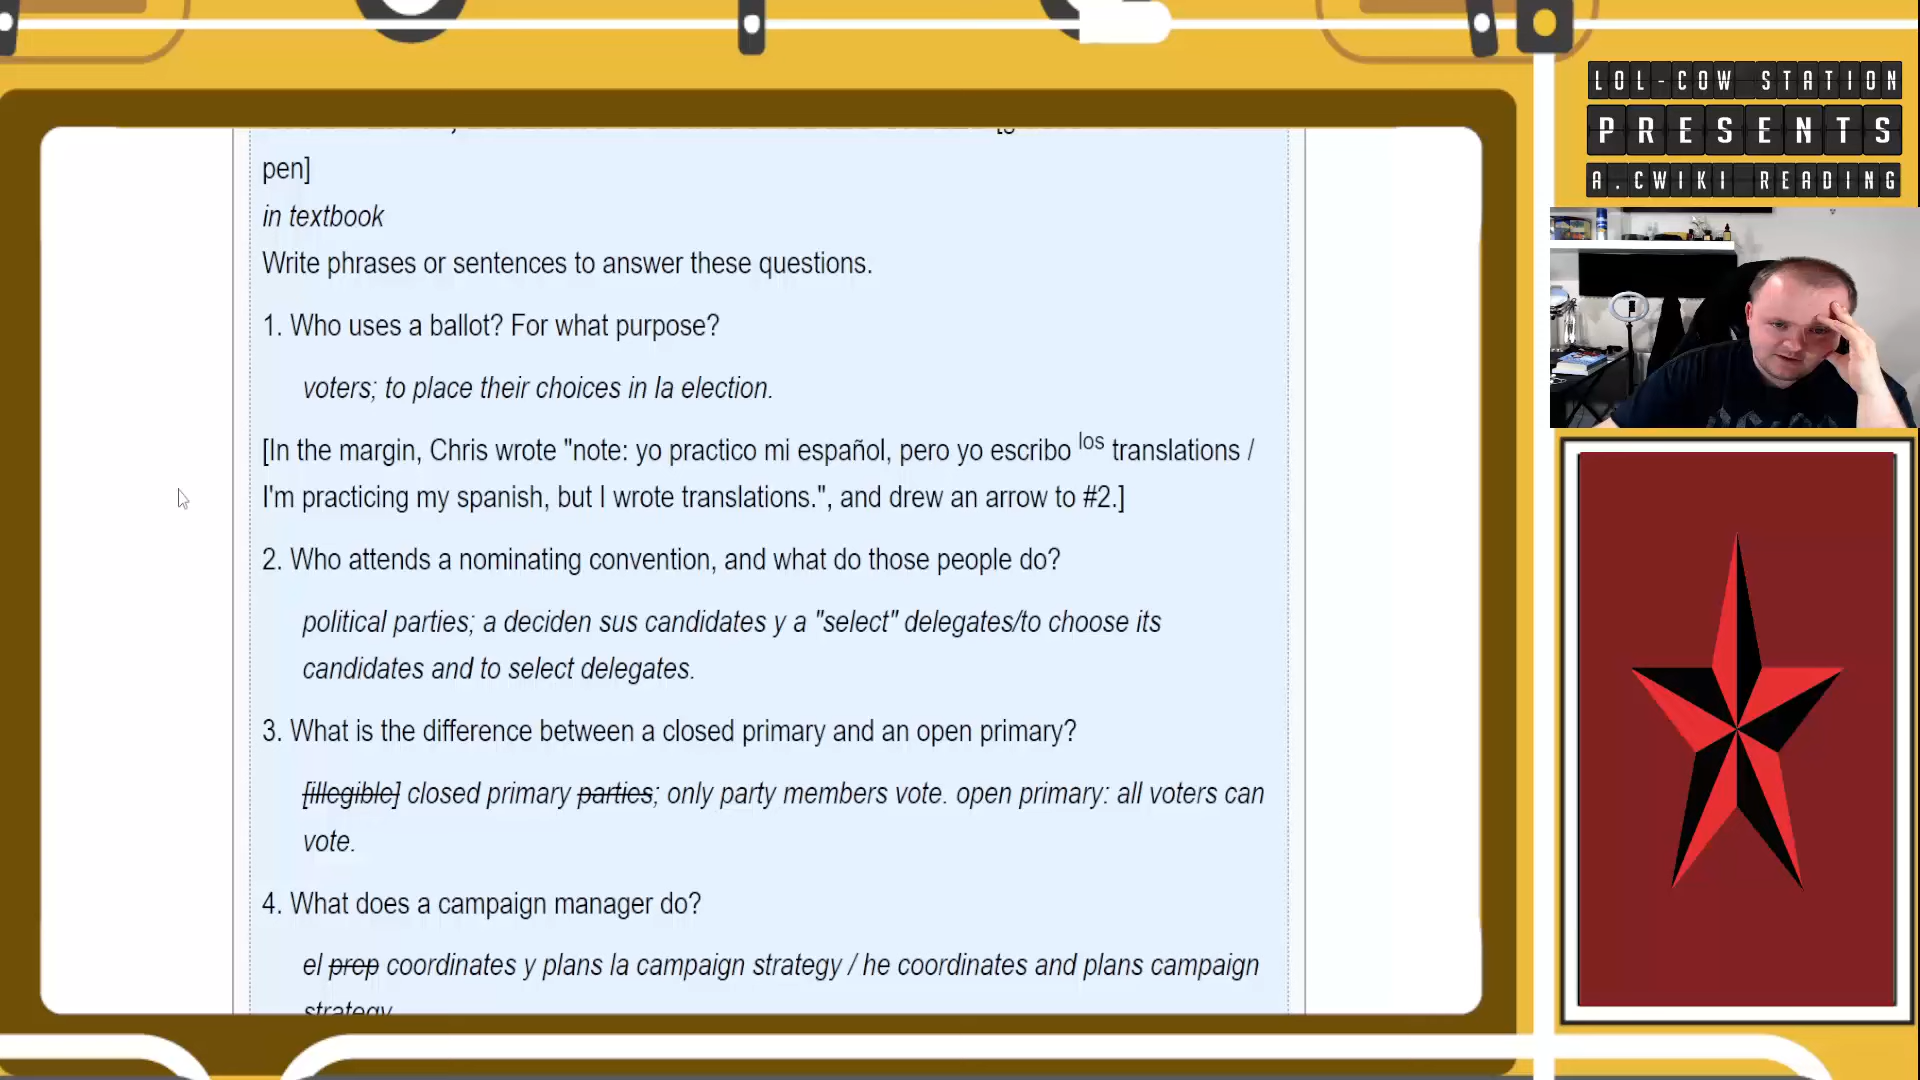 LOL-COW STATION
PRESENTS
A.CWIKI READING
pen]
in textbook
Write phrases or sentences to answer these questions.
1. Who uses a ballot? For what purpose?
voters; to place their choices in la election.
[In the margin, Chris wrote "note: yo practico mi español, pero yo escribo los translations /
I'm practicing my spanish, but I wrote translations.", and drew an arrow to #2.]
2. Who attends a nominating convention, and what do those people do?
political parties; a deciden sus candidates y a "select" delegates/to choose its
candidates and to select delegates.
3. What is the difference between a closed primary and an open primary?
[illegible] closed primary parties; only party members vote. open primary: all voters can
vote.
4. What does a campaign manager do?
el prep coordinates y plans la campaign strategy / he coordinates and plans campaign
strategy